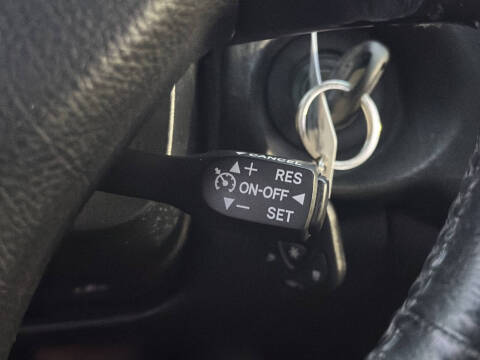 CANCEL
+ RES
ON-OFF
− SET